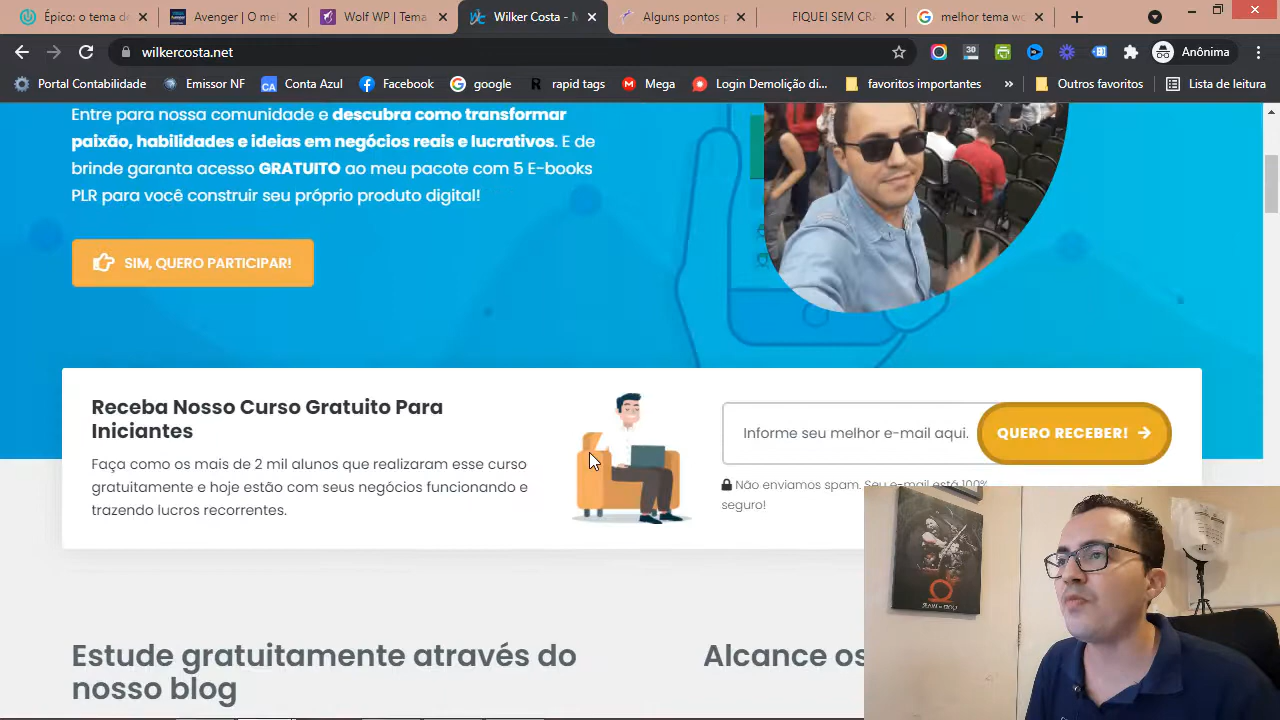 Épico: o tema de
Avenger | O mel
Wolf WP | Tema
Wilker Costa - M
Alguns pontos p
FIQUEI SEM CRA
melhor tema wo
wilkercosta.net
30
Anônima
Portal Contabilidade
Emissor NF
CA Conta Azul
Facebook
google
R rapid tags
M Mega
Login Demolição di...
favoritos importantes
»
Outros favoritos
Lista de leitura
Entre para nossa comunidade e descubra como transformar
paixão, habilidades e ideias em negócios reais e lucrativos. E de
brinde garanta acesso GRATUITO ao meu pacote com 5 E-books
PLR para você construir seu próprio produto digital!
SIM, QUERO PARTICIPAR!
Receba Nosso Curso Gratuito Para
Iniciantes
Faça como os mais de 2 mil alunos que realizaram esse curso
gratuitamente e hoje estão com seus negócios funcionando e
trazendo lucros recorrentes.
Informe seu melhor e-mail aqui.
QUERO RECEBER!
Não enviamos spam. Seu e-mail está 100%
seguro!
Estude gratuitamente através do
nosso blog
Alcance os